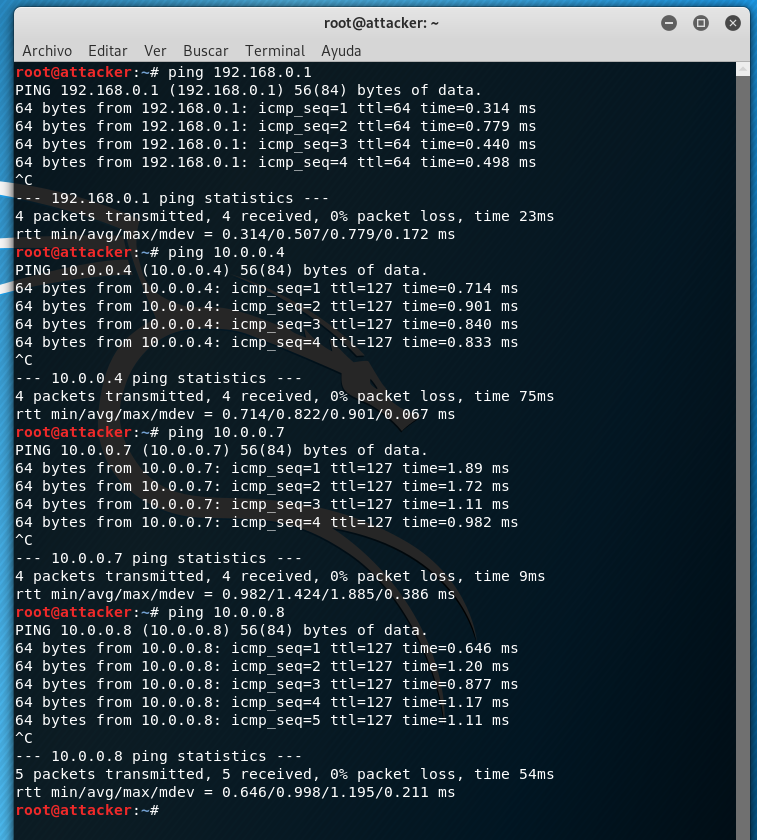 root@attacker: ~
Archivo Editar Ver Buscar Terminal Ayuda
root@attacker:~# ping 192.168.0.1
PING 192.168.0.1 (192.168.0.1) 56(84) bytes of data.
64 bytes from 192.168.0.1: icmp_seq=1 ttl=64 time=0.314 ms
64 bytes from 192.168.0.1: icmp_seq=2 ttl=64 time=0.779 ms
64 bytes from 192.168.0.1: icmp_seq=3 ttl=64 time=0.440 ms
64 bytes from 192.168.0.1: icmp_seq=4 ttl=64 time=0.498 ms
^C
--- 192.168.0.1 ping statistics ---
4 packets transmitted, 4 received, 0% packet loss, time 23ms
rtt min/avg/max/mdev = 0.314/0.507/0.779/0.172 ms
root@attacker:~# ping 10.0.0.4
PING 10.0.0.4 (10.0.0.4) 56(84) bytes of data.
64 bytes from 10.0.0.4: icmp_seq=1 ttl=127 time=0.714 ms
64 bytes from 10.0.0.4: icmp_seq=2 ttl=127 time=0.901 ms
64 bytes from 10.0.0.4: icmp_seq=3 ttl=127 time=0.840 ms
64 bytes from 10.0.0.4: icmp_seq=4 ttl=127 time=0.833 ms
^C
--- 10.0.0.4 ping statistics ---
4 packets transmitted, 4 received, 0% packet loss, time 75ms
rtt min/avg/max/mdev = 0.714/0.822/0.901/0.067 ms
root@attacker:~# ping 10.0.0.7
PING 10.0.0.7 (10.0.0.7) 56(84) bytes of data.
64 bytes from 10.0.0.7: icmp_seq=1 ttl=127 time=1.89 ms
64 bytes from 10.0.0.7: icmp_seq=2 ttl=127 time=1.72 ms
64 bytes from 10.0.0.7: icmp_seq=3 ttl=127 time=1.11 ms
64 bytes from 10.0.0.7: icmp_seq=4 ttl=127 time=0.982 ms
^C
--- 10.0.0.7 ping statistics ---
4 packets transmitted, 4 received, 0% packet loss, time 9ms
rtt min/avg/max/mdev = 0.982/1.424/1.885/0.386 ms
root@attacker:~# ping 10.0.0.8
PING 10.0.0.8 (10.0.0.8) 56(84) bytes of data.
64 bytes from 10.0.0.8: icmp_seq=1 ttl=127 time=0.646 ms
64 bytes from 10.0.0.8: icmp_seq=2 ttl=127 time=1.20 ms
64 bytes from 10.0.0.8: icmp_seq=3 ttl=127 time=0.877 ms
64 bytes from 10.0.0.8: icmp_seq=4 ttl=127 time=1.17 ms
64 bytes from 10.0.0.8: icmp_seq=5 ttl=127 time=1.11 ms
^C
--- 10.0.0.8 ping statistics ---
5 packets transmitted, 5 received, 0% packet loss, time 54ms
rtt min/avg/max/mdev = 0.646/0.998/1.195/0.211 ms
root@attacker:~#